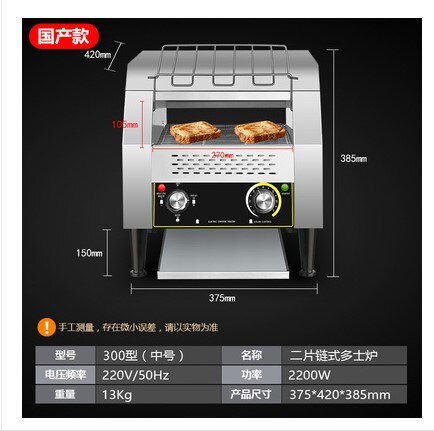 国产款
420mm
105mm
270mm
385mm
150mm
375mm
手工测量，存在微小误差，请以实物为准
型号 300型（中号） 名称 二片链式多士炉
电压频率 220V/50Hz 功率 2200W
重量 13Kg 产品尺寸 375*420*385mm